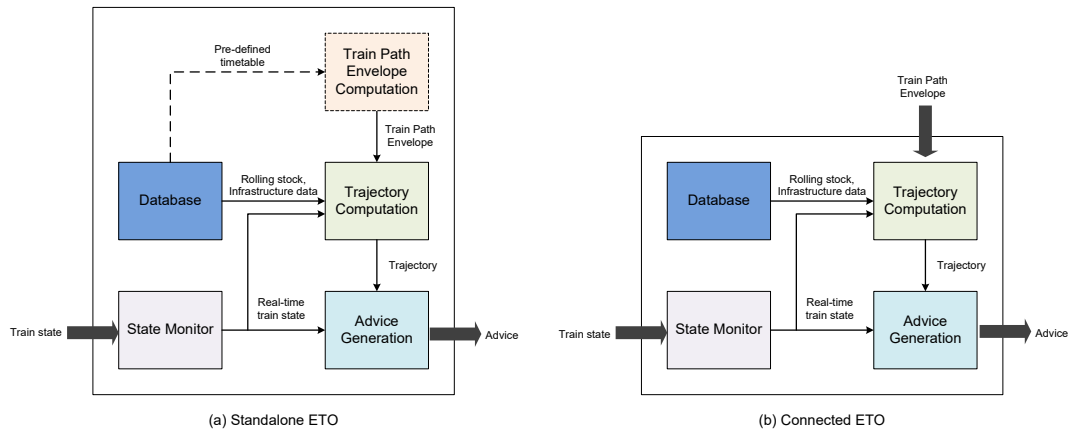 Pre-defined
timetable
Train Path
Envelope
Computation
Train Path
Envelope
Database
Rolling stock,
Infrastructure data
Trajectory
Computation
Trajectory
Train state
State Monitor
Real-time
train state
Advice
Generation
Advice
(a) Standalone ETO
Train Path
Envelope
Database
Rolling stock,
Infrastructure data
Trajectory
Computation
Trajectory
Train state
State Monitor
Real-time
train state
Advice
Generation
Advice
(b) Connected ETO